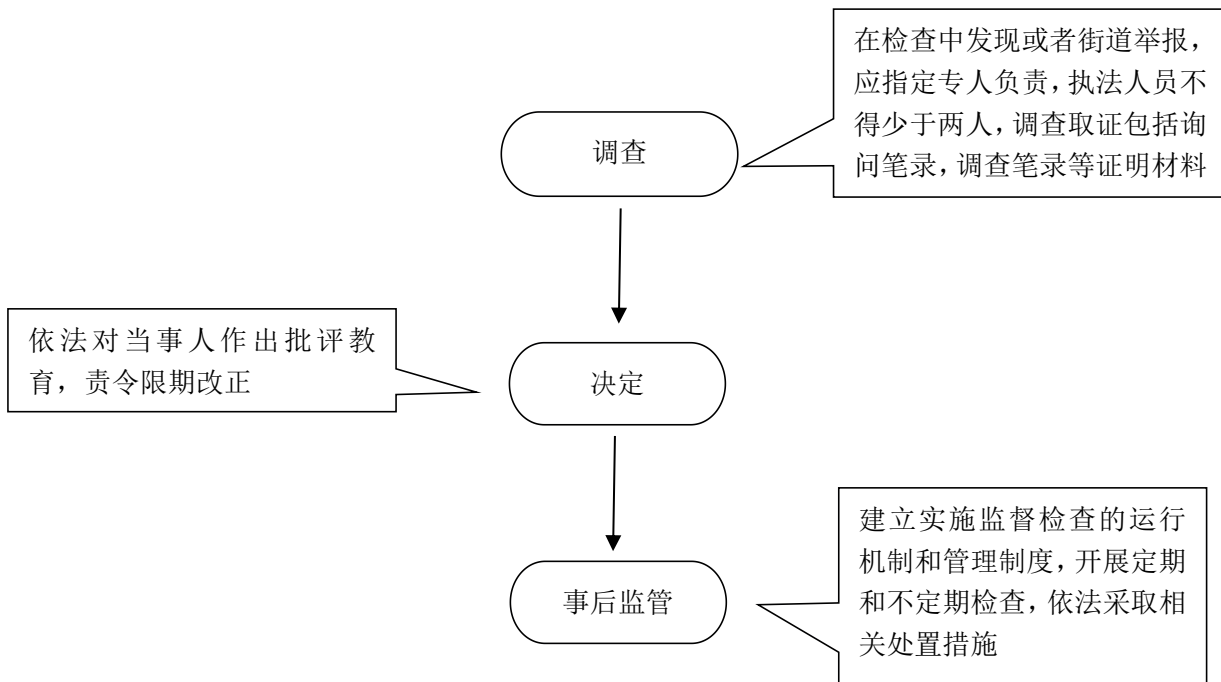 在检查中发现或者街道举报，
应指定专人负责，执法人员不
得少于两人，调查取证包括询
问笔录，调查笔录等证明材料
调查
依法对当事人作出批评教
育，责令限期改正
决定
建立实施监督检查的运行
机制和管理制度，开展定期
和不定期检查，依法采取相
关处置措施
事后监管